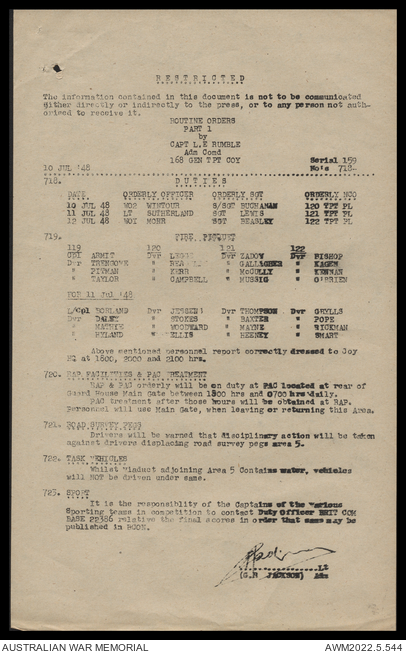 RESTRICTED
The information contained in this document is not to be communicated
either directly or indirectly to the press, or to any person not auth-
orised to receive it.
ROUTINE ORDERS
PART 1
by
CAPT L.E RUMBLE
Adm Comd
168 GEN TPT COY Serial 159
10 JUL '48 No's 718-
718. DUTIES
DATE ORDERLY OFFICER ORDERLY SGT ORDERLY NCO
10 JUL 48 WO2 WINTOUR S/SGT BUCHANAN 120 TPT PL
11 JUL 48 LT SUTHERLAND SGT LEWIS 121 TPT PL
12 JUL 48 WO1 MOHR SGT BEASLEY 122 TPT PL
719. FIRE PICQUET
119 120 121 122
Cpl ARMIT Dvr Dvr ZABOW Dvr BISHOP
Dvr TRENGOVE " " GALLAGHER " KAGEN
" PITMAN " KERR " McCULLY " KENNAN
" TAYLOR " CAMPBELL " MUSSIG " O'BRIEN
FOR 11 Jul '48
L/Cpl BORLAND Dvr JESSEN Dvr THOMPSON Dvr GRYLLS
Dvr DALEY " STOKES " BAXTER " POPE
" MATHIE " WOODWARD " MAYNE " RICKMAN
" RYLAND " ELLIS " HEENEY " SMART
Above mentioned personnel report correctly dressed to Coy
HQ at 1800, 2000 and 2100 hrs.
720. RAP FACILITIES & PAC TREATMENT
RAP & PAC orderly will be on duty at PAC located at rear of
Guard House Main Gate between 1800 hrs and 0700 hrs daily.
PAC treatment after those hours will be obtained at RAP.
Personnel will use Main Gate, when leaving or returning this Area.
721. ROAD SURVEY PEGS
Drivers will be warned that disciplinary action will be taken
against drivers displacing road survey pegs area 5.
722. TASK VEHICLES
Whilst Viaduct adjoining Area 5 Contains water, vehicles
will NOT be driven under same.
723. SPORT
It is the responsiblity of the Captains of the various
Sporting teams in competition to contact Duty Officer BRIT COM
BASE 22386 relative the final scores in order that same may be
published in BCON.
Lt
(G.R JACKSON) Adm
AUSTRALIAN WAR MEMORIAL AWM2022.5.544